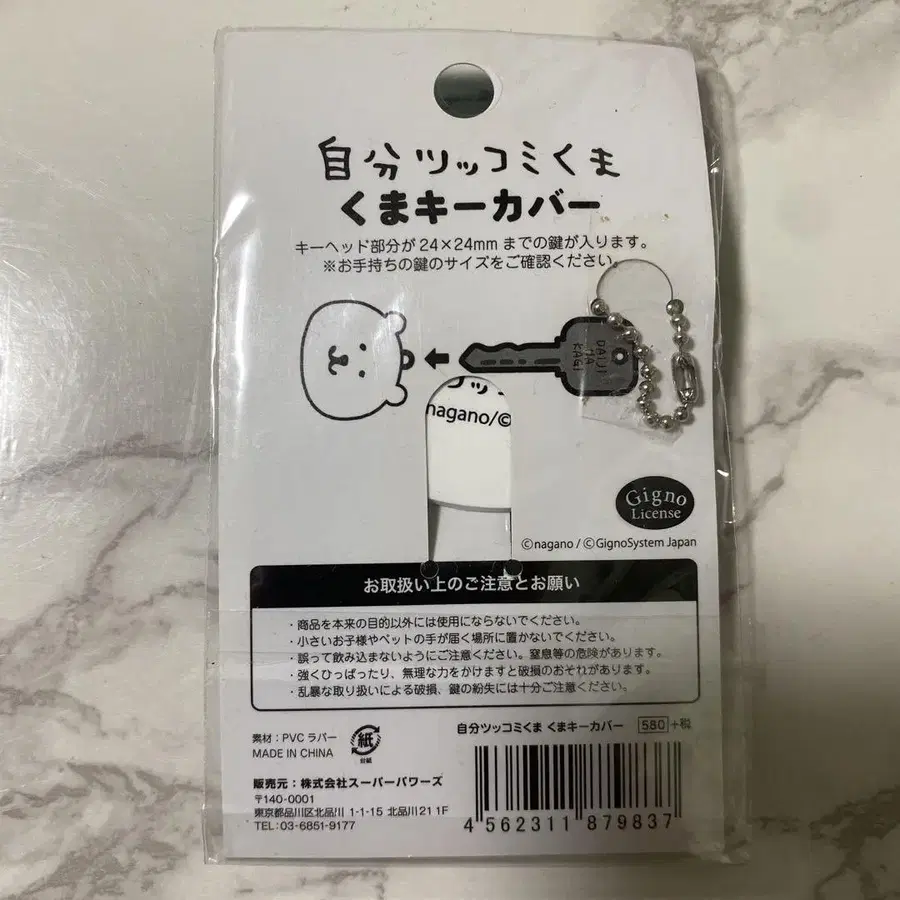 自分ツッコミくま
くまキーカバー
キーヘッド部分が24×24mmまでの鍵が入ります。
※お手持ちの鍵のサイズをご確認ください。
DAIJI
NA
KAGI
nagano/©
Gigno
License
©nagano / ©GignoSystem Japan
お取扱い上のご注意とお願い
・商品を本来の目的以外には使用にならないでください。
・小さいお子様やペットの手が届く場所に置かないでください。
・誤って飲み込まないようにご注意ください。窒息等の危険があります。
・強くひっぱったり、無理な力をかけますと破損のおそれがあります。
・乱暴な取り扱いによる破損、鍵の紛失には十分ご注意ください。
素材：PVC ラバー
MADE IN CHINA
紙
台紙
自分ツッコミくま くまキーカバー 580 +税
販売元：株式会社スーパーパワーズ
〒140-0001
東京都品川区北品川 1-1-15 北品川21 1F
TEL：03-6851-9177
4 562311 879837